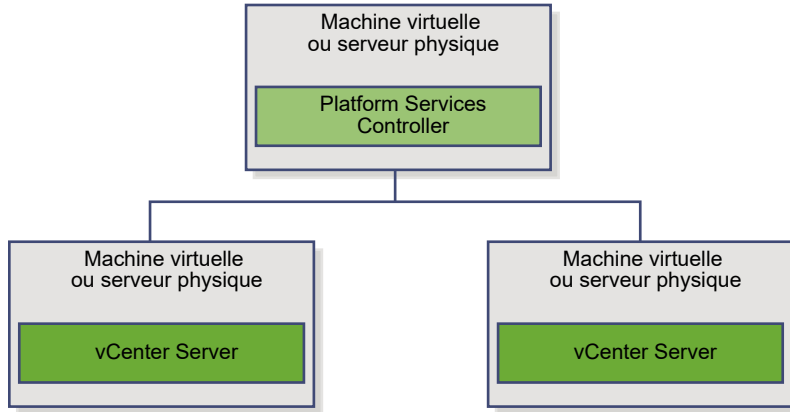 Machine virtuelle
ou serveur physique
Platform Services
Controller
Machine virtuelle
ou serveur physique
vCenter Server
Machine virtuelle
ou serveur physique
vCenter Server